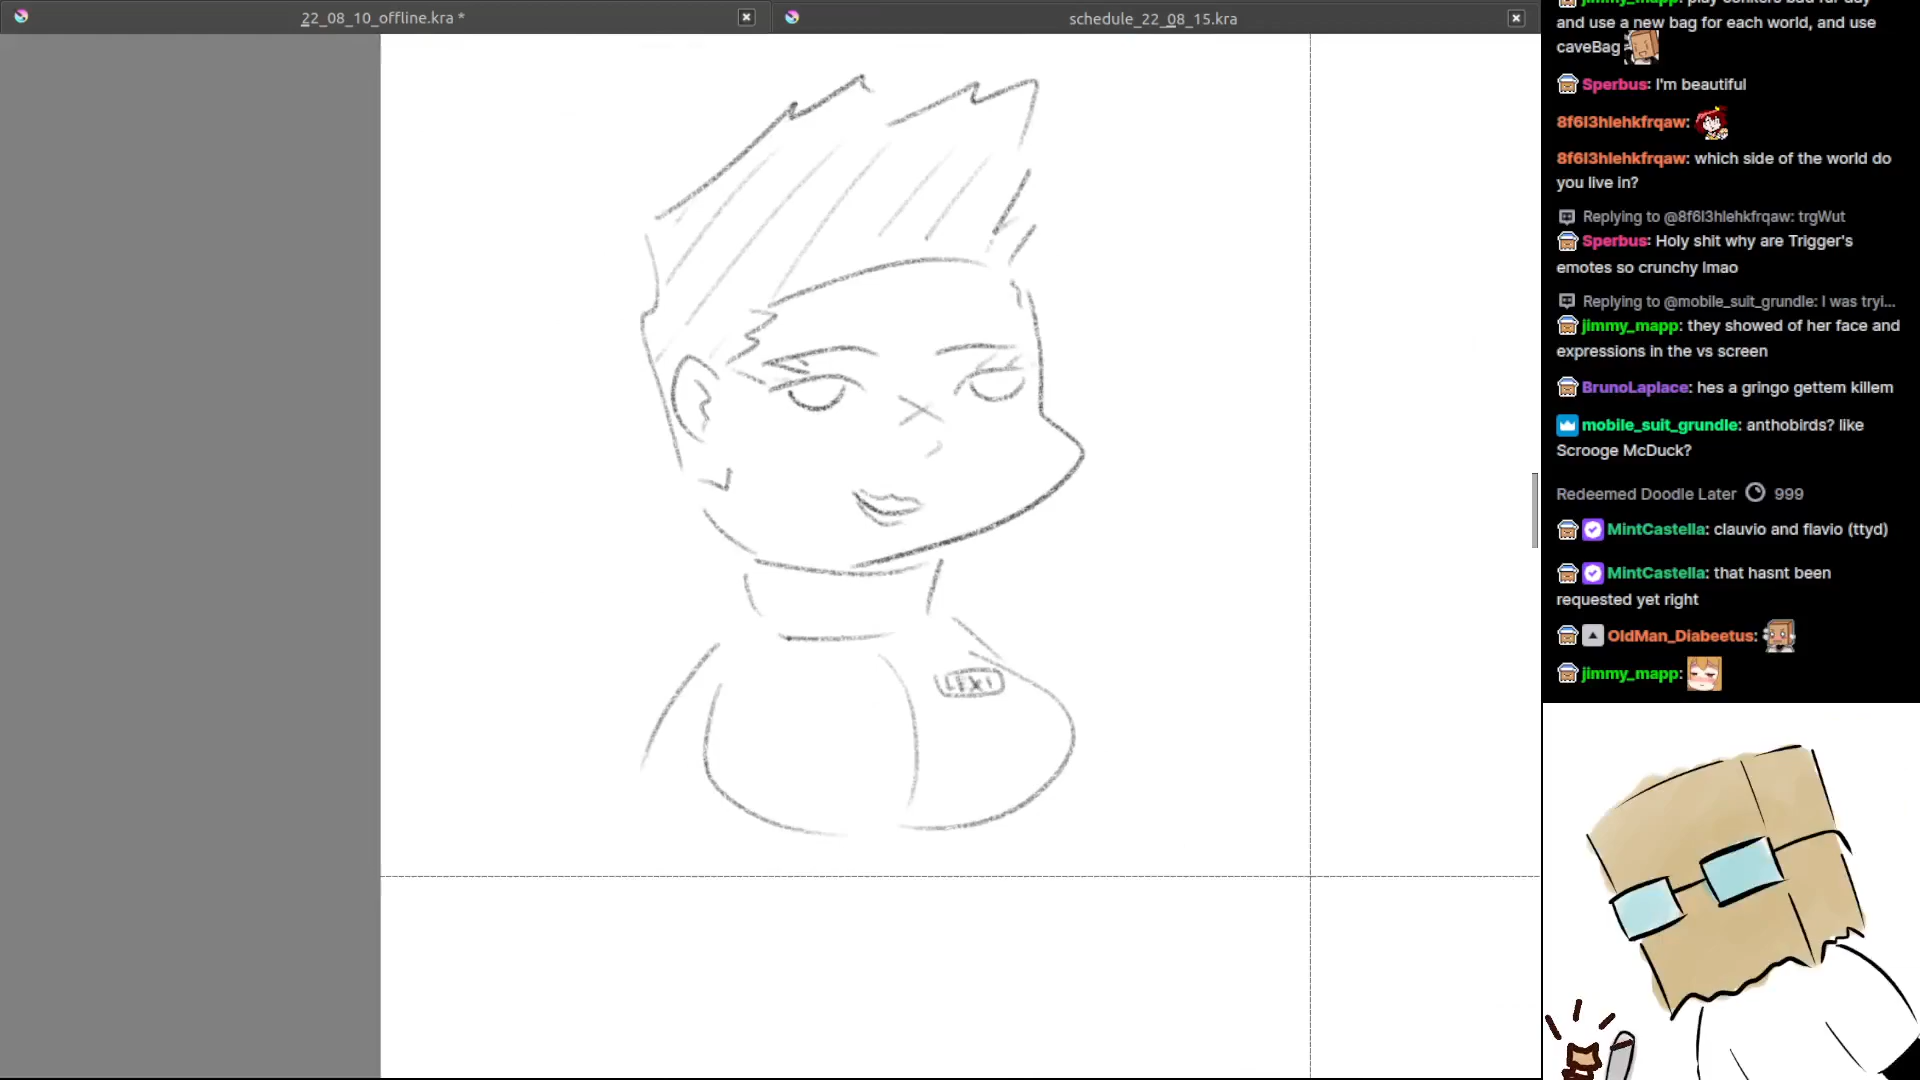 22_08_10_offline.kra *
schedule_22_08_15.kra
and use a new bag for each world, and use
caveBag
Sperbus: I'm beautiful
8f6l3hlehkfrqaw:
8f6l3hlehkfrqaw: which side of the world do
you live in?
Replying to @8f6l3hlehkfrqaw: trgWut
Sperbus: Holy shit why are Trigger's
emotes so crunchy lmao
Replying to @mobile_suit_grundle: I was tryi...
jimmy_mapp: they showed of her face and
expressions in the vs screen
BrunoLaplace: hes a gringo gettem killem
mobile_suit_grundle: anthobirds? like
Scrooge McDuck?
Redeemed Doodle Later 999
MintCastella: clauvio and flavio (ttyd)
MintCastella: that hasnt been
requested yet right
OldMan_Diabeetus:
jimmy_mapp:
LEXI